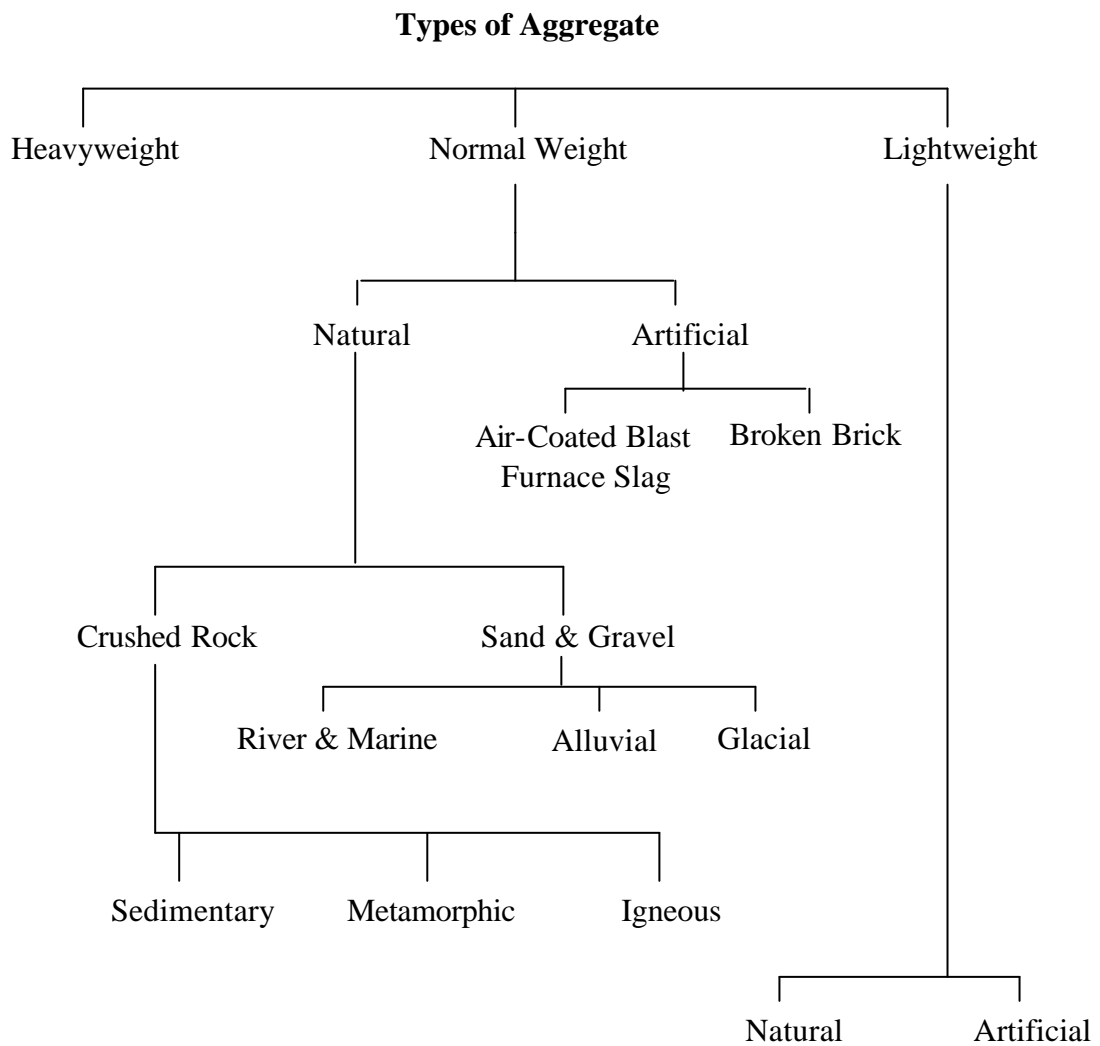 Types of Aggregate
Heavyweight
Normal Weight
Lightweight
Natural
Artificial
Air-Coated Blast
Furnace Slag
Broken Brick
Crushed Rock
Sand & Gravel
River & Marine
Alluvial
Glacial
Sedimentary
Metamorphic
Igneous
Natural
Artificial